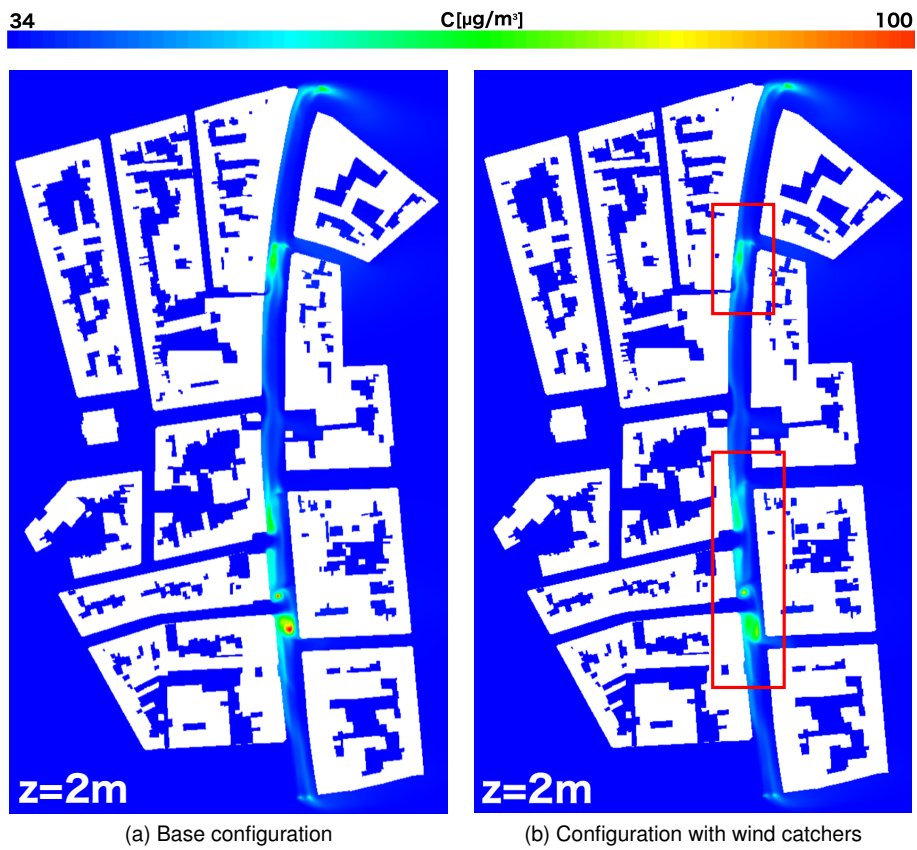 34 C[µg/m³] 100
z=2m z=2m
(a) Base configuration (b) Configuration with wind catchers